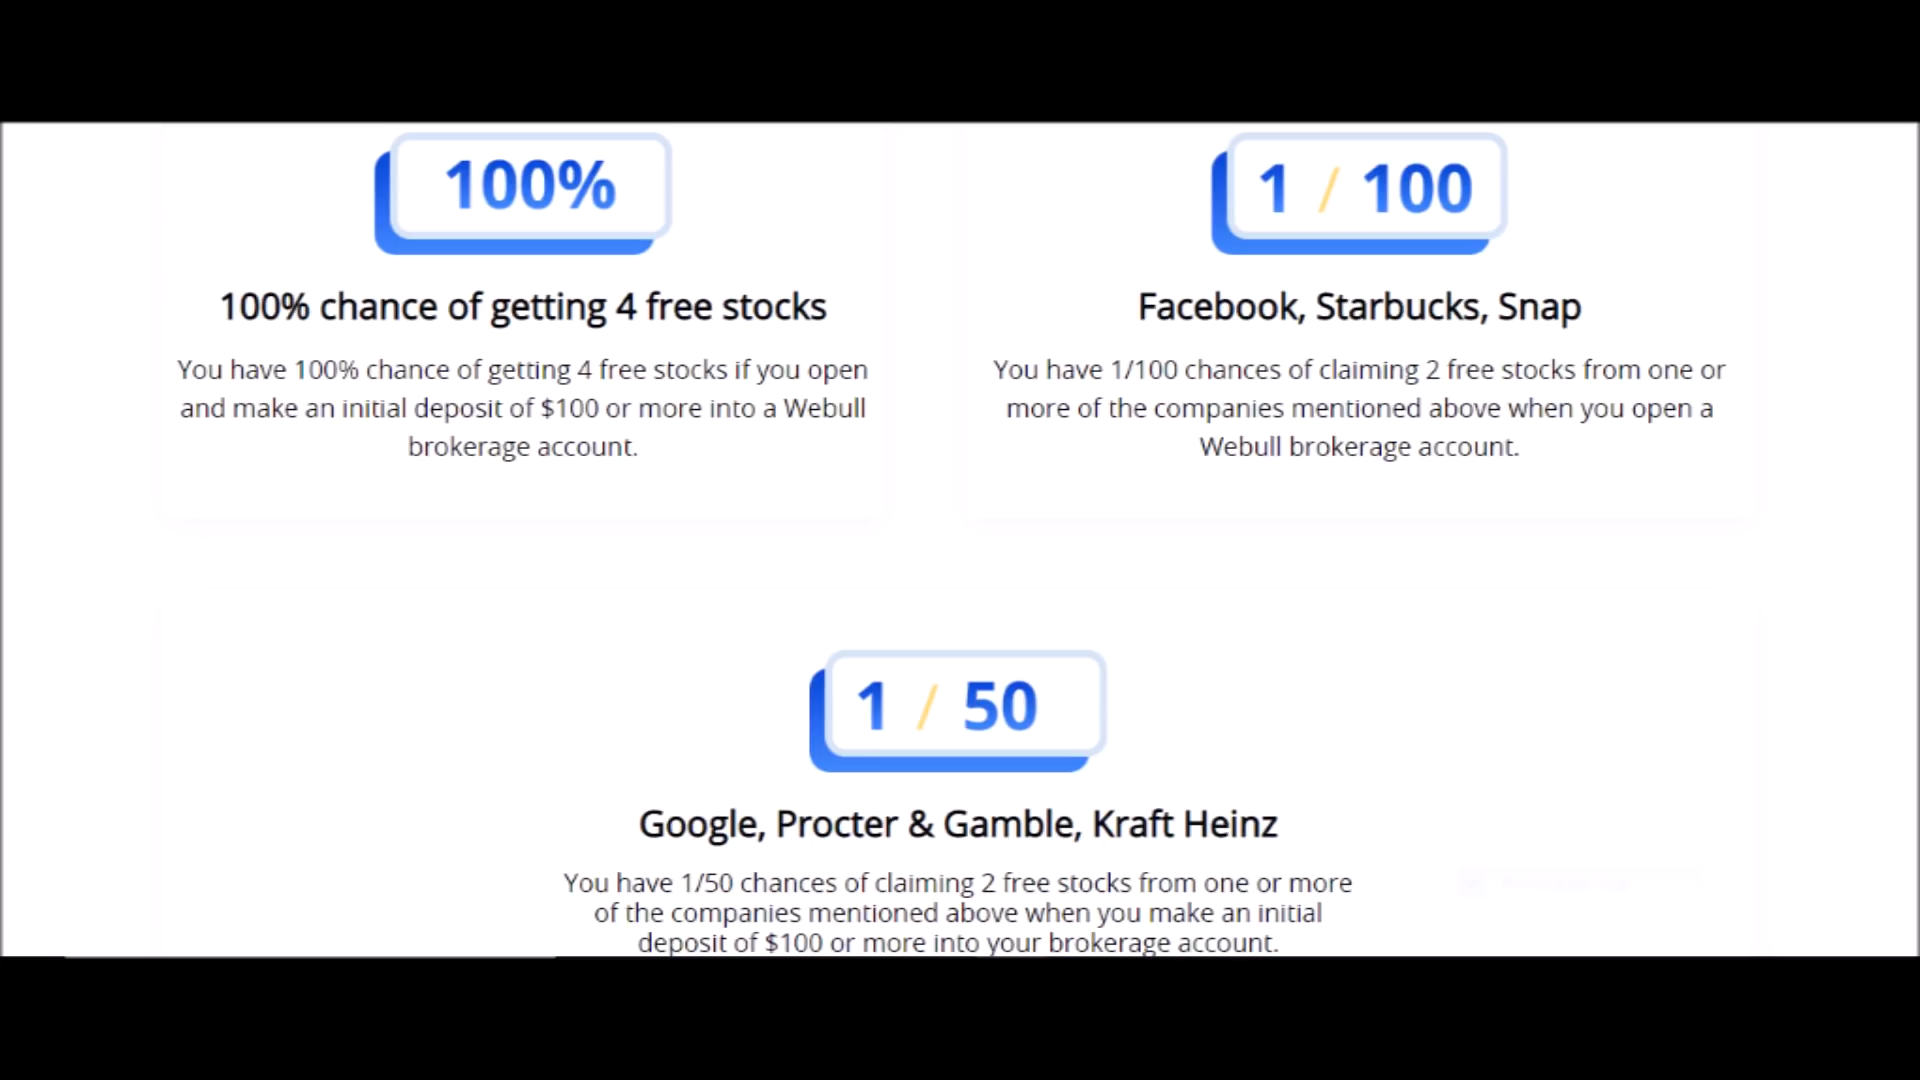 100%
100% chance of getting 4 free stocks
You have 100% chance of getting 4 free stocks if you open
and make an initial deposit of $100 or more into a Webull
brokerage account.
1 / 100
Facebook, Starbucks, Snap
You have 1/100 chances of claiming 2 free stocks from one or
more of the companies mentioned above when you open a
Webull brokerage account.
1 / 50
Google, Procter & Gamble, Kraft Heinz
You have 1/50 chances of claiming 2 free stocks from one or more
of the companies mentioned above when you make an initial
deposit of $100 or more into your brokerage account.